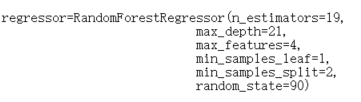 regressor=RandomForestRegressor(n_estimators=19,
max_depth=21,
max_features=4,
min_samples_leaf=1,
min_samples_split=2,
random_state=90)